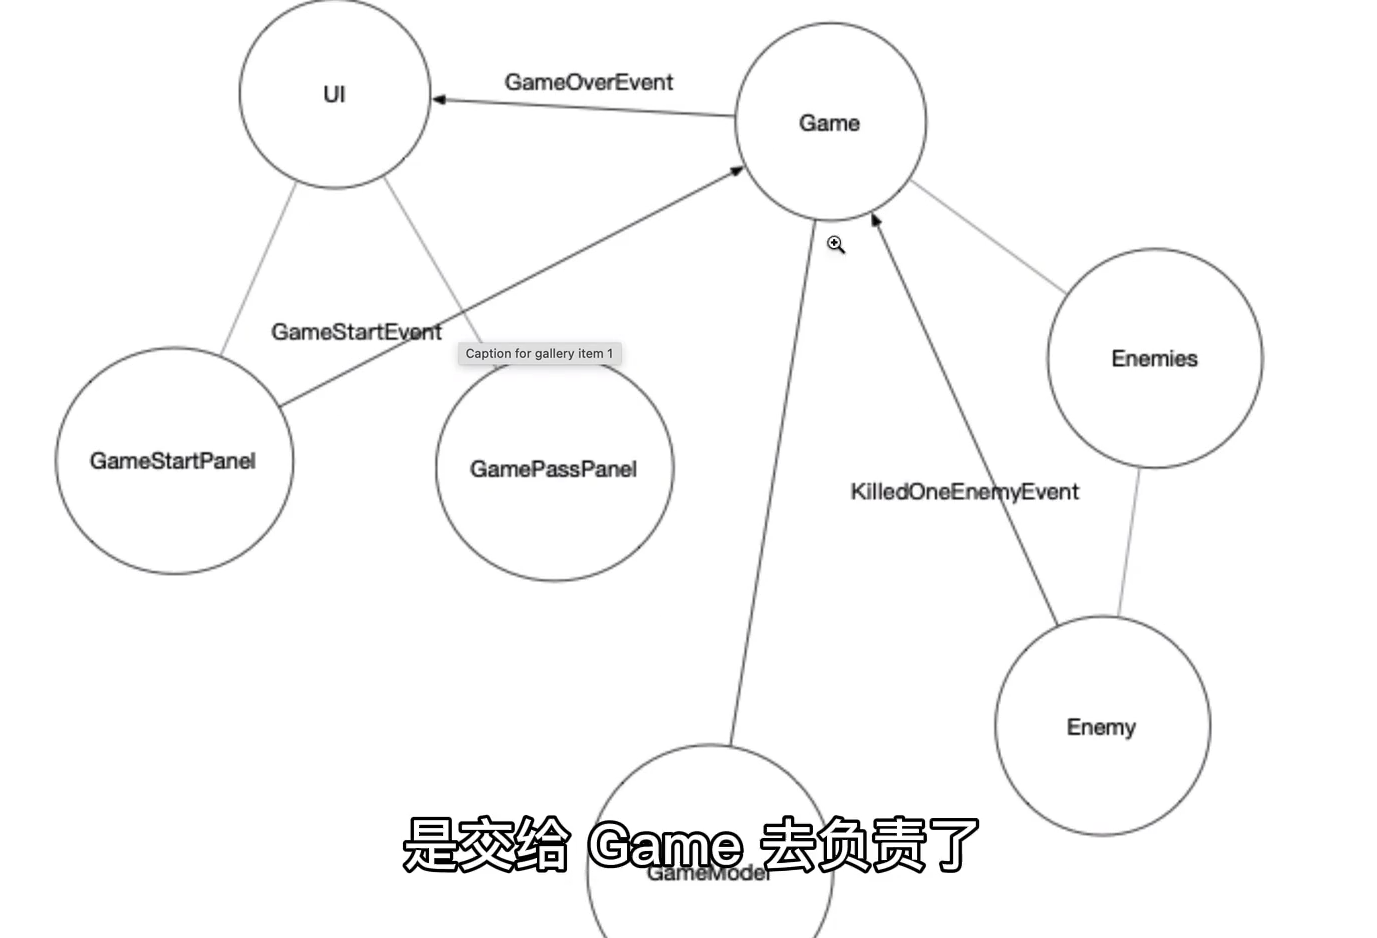 GameOverEvent
UI
Game
GameStartEvent
Caption for gallery item 1
Enemies
GameStartPanel
GamePassPanel
KilledOneEnemyEvent
Enemy
是交给 Game 去负责了
GameModel